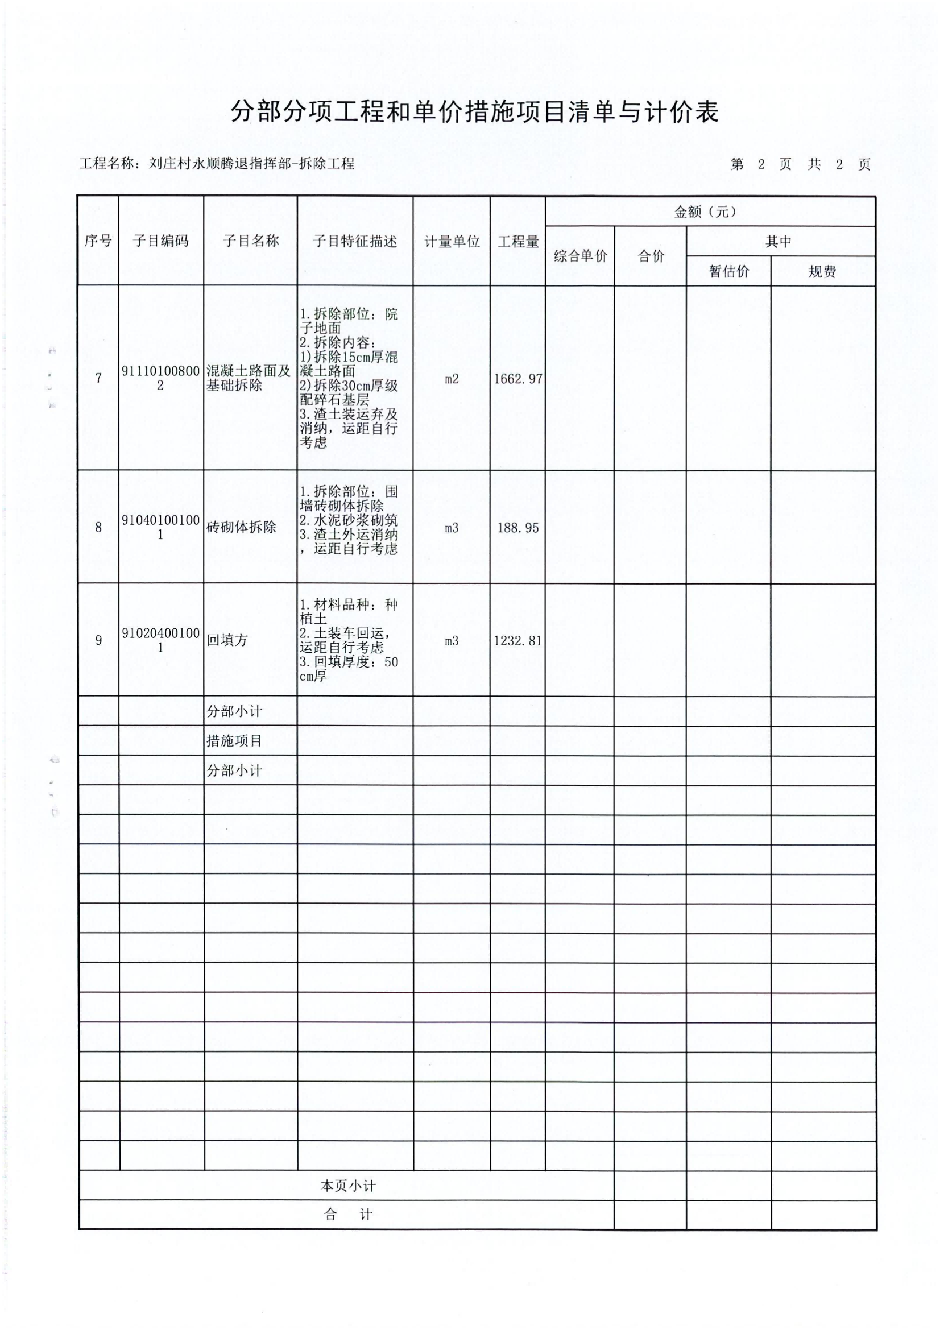 分部分项工程和单价措施项目清单与计价表
工程名称：刘庄村永顺腾退指挥部-拆除工程
第 2 页 共 2 页
序号
子目编码
子目名称
子目特征描述
计量单位
工程量
金额（元）
综合单价
合价
其中
暂估价
规费
7
91110100800
2
混凝土路面及
基础拆除
1.拆除部位：院
子地面
2.拆除内容：
1)拆除15cm厚混
凝土路面
2)拆除30cm厚级
配碎石基层
3.渣土装运弃及
消纳，运距自行
考虑
m2
1662.97
8
91040100100
1
砖砌体拆除
1.拆除部位：围
墙砖砌体拆除
2.水泥砂浆砌筑
3.渣土外运消纳
，运距自行考虑
m3
188.95
9
91020400100
1
回填方
1.材料品种：种
植土
2.土装车回运，
运距自行考虑
3.回填厚度：50
cm厚
m3
1232.81
分部小计
措施项目
分部小计
本页小计
合 计